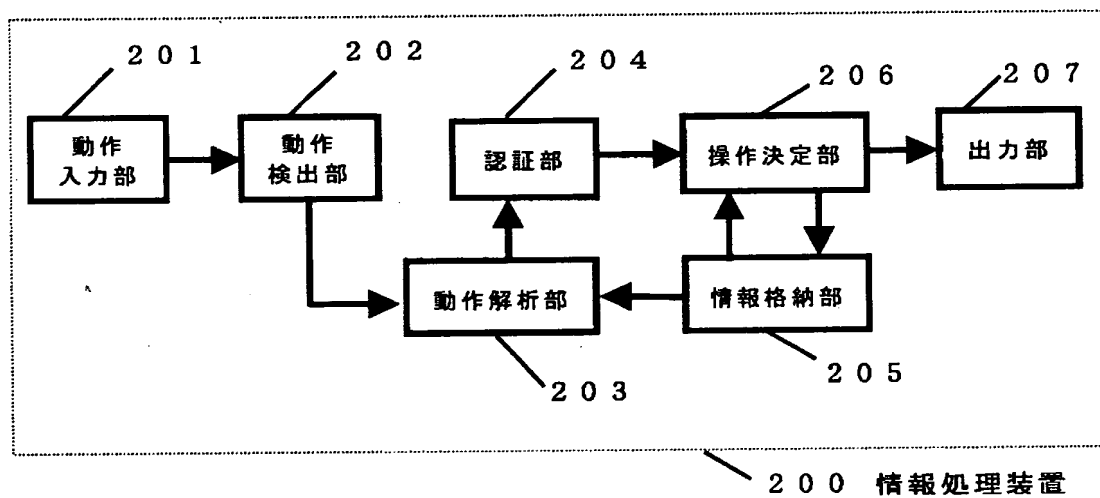 201
202
204
206
207
動作
入力部
動作
検出部
認証部
操作決定部
出力部
動作解析部
情報格納部
203
205
200 情報処理装置